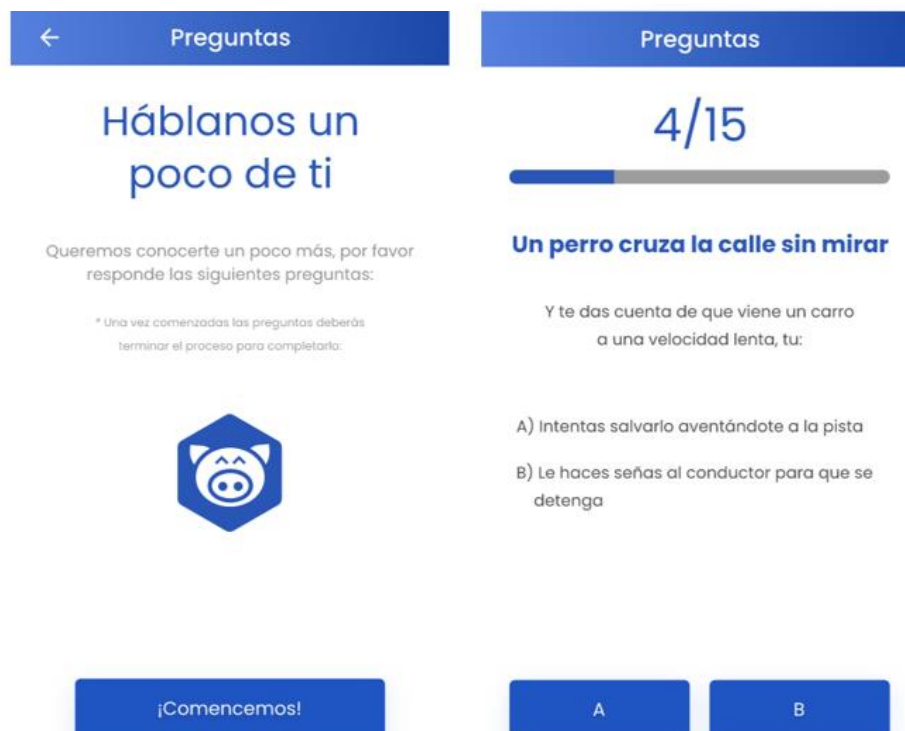 Preguntas
Háblanos un
poco de ti
Queremos conocerte un poco más, por favor
responde las siguientes preguntas:
* Una vez comenzadas las preguntas deberás
terminar el proceso para completarlo:
¡Comencemos!
Preguntas
4/15
Un perro cruza la calle sin mirar
Y te das cuenta de que viene un carro
a una velocidad lenta, tu:
A) Intentas salvarlo aventándote a la pista
B) Le haces señas al conductor para que se
detenga
A
B